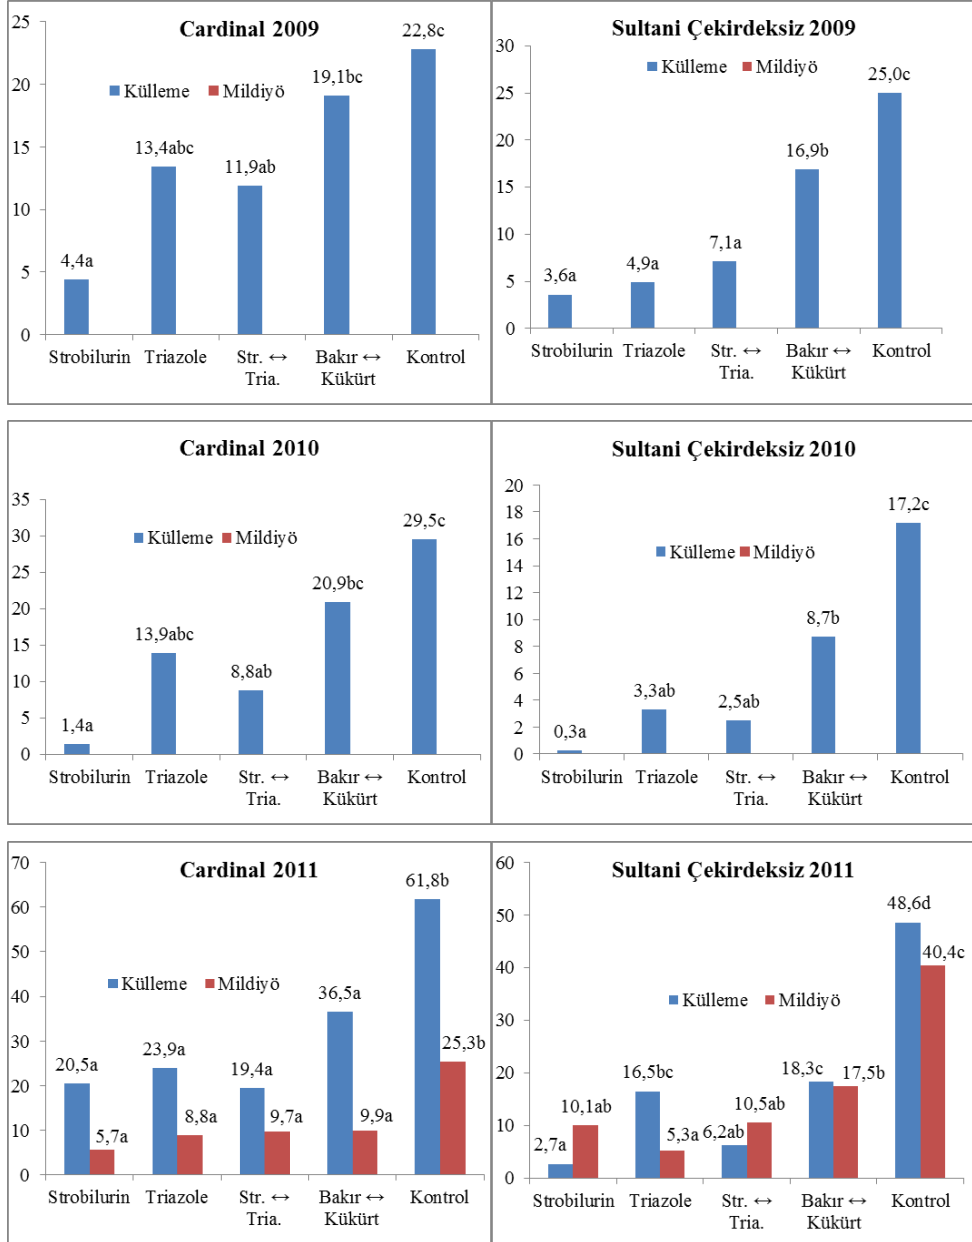 Cardinal 2009
Külleme Mildiyö
25
20
15
10
5
0
4,4a
13,4abc
11,9ab
19,1bc
22,8c
Strobilurin Triazole Str. ↔ Bakır ↔ Kontrol
Tria. Kükürt
Sultani Çekirdeksiz 2009
Külleme Mildiyö
30
25
20
15
10
5
0
3,6a
4,9a
7,1a
16,9b
25,0c
Strobilurin Triazole Str. ↔ Bakır ↔ Kontrol
Tria. Kükürt
Cardinal 2010
Külleme Mildiyö
35
30
25
20
15
10
5
0
1,4a
13,9abc
8,8ab
20,9bc
29,5c
Strobilurin Triazole Str. ↔ Bakır ↔ Kontrol
Tria. Kükürt
Sultani Çekirdeksiz 2010
Külleme Mildiyö
20
18
16
14
12
10
8
6
4
2
0
0,3a
3,3ab
2,5ab
8,7b
17,2c
Strobilurin Triazole Str. ↔ Bakır ↔ Kontrol
Tria. Kükürt
Cardinal 2011
Külleme Mildiyö
70
60
50
40
30
20
10
0
20,5a
5,7a
23,9a
8,8a
19,4a
9,7a
36,5a
9,9a
61,8b
25,3b
Strobilurin Triazole Str. ↔ Bakır ↔ Kontrol
Tria. Kükürt
Sultani Çekirdeksiz 2011
Külleme Mildiyö
60
50
40
30
20
10
0
2,7a
10,1ab
16,5bc
5,3a
6,2ab
10,5ab
18,3c
17,5b
48,6d
40,4c
Strobilurin Triazole Str. ↔ Bakır ↔ Kontrol
Tria. Kükürt